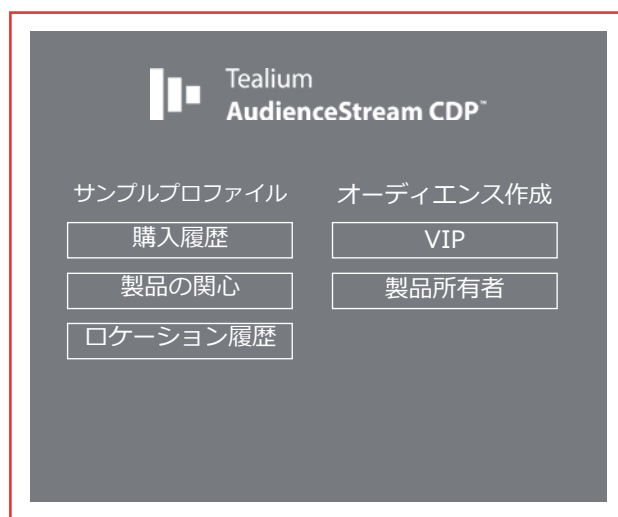 Tealium
AudienceStream CDP™
サンプルプロファイル
購入履歴
製品の関心
ロケーション履歴
オーディエンス作成
VIP
製品所有者